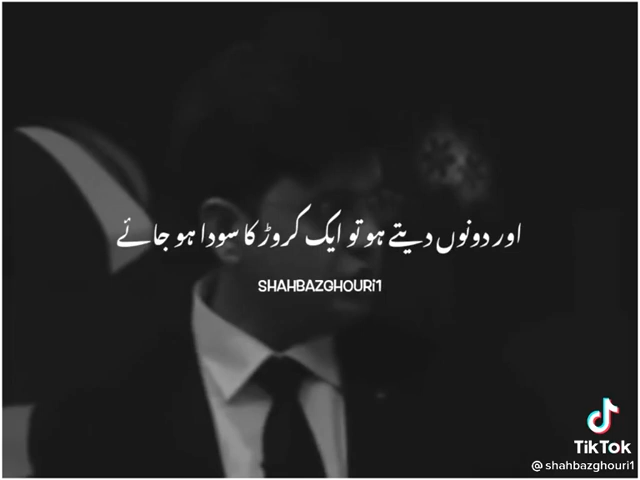 اور دونوں دیتے ہو تو ایک کروڑ کا سودا ہو جائے
SHAHBAZGHOURi1
TikTok
@shahbazghouri1